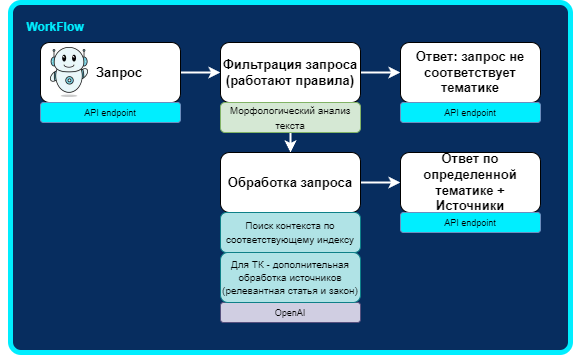 WorkFlow
Запрос
API endpoint
Фильтрация запроса
(работают правила)
Морфологический анализ
текста
Ответ: запрос не
соответствует
тематике
API endpoint
Обработка запроса
Поиск контекста по
соответствующему индексу
Для ТК - дополнительная
обработка источников
(релевантная статья и закон)
OpenAI
Ответ по
определенной
тематике +
Источники
API endpoint